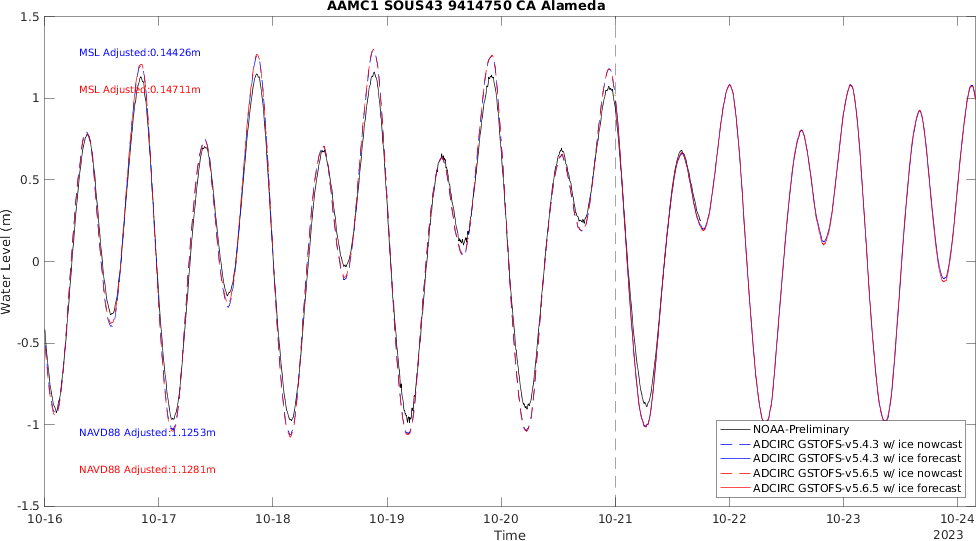 AAMC1 SOUS43 9414750 CA Alameda
1.5
1
0.5
0
-0.5
-1
-1.5
Water Level (m)
MSL Adjusted:0.14426m
MSL Adjusted:0.14711m
NAVD88 Adjusted:1.1253m
NAVD88 Adjusted:1.1281m
NOAA-Preliminary
ADCIRC GSTOFS-v5.4.3 w/ ice nowcast
ADCIRC GSTOFS-v5.4.3 w/ ice forecast
ADCIRC GSTOFS-v5.6.5 w/ ice nowcast
ADCIRC GSTOFS-v5.6.5 w/ ice forecast
10-16 10-17 10-18 10-19 10-20 10-21 10-22 10-23 10-24
Time
2023